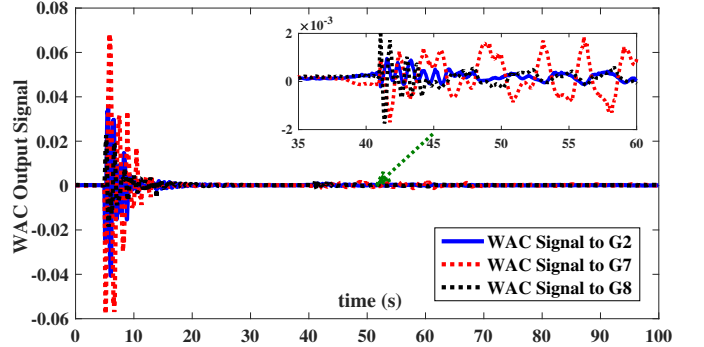 0.08
0.06
0.04
0.02
0
-0.02
-0.04
-0.06
WAC Output Signal
×10⁻³
2
0
-2
35 40 45 50 55 60
WAC Signal to G2
WAC Signal to G7
WAC Signal to G8
time (s)
0 10 20 30 40 50 60 70 80 90 100